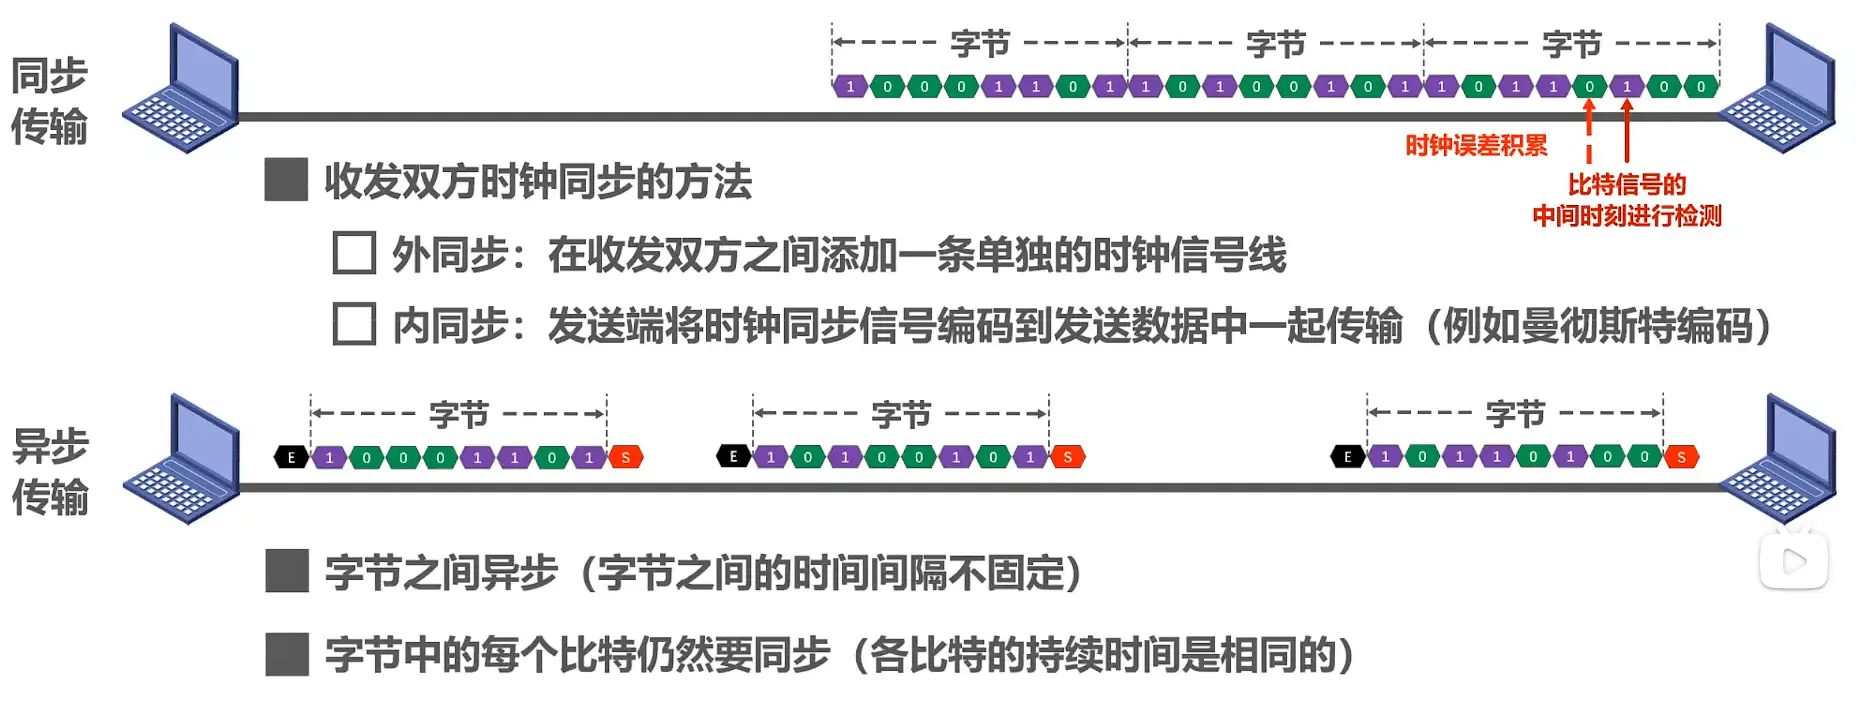 同步
传输
字节 字节 字节
1 0 0 0 1 1 0 1 1 0 1 0 0 1 0 1 1 0 1 1 0 1 0 0
时钟误差积累
比特信号的
中间时刻进行检测
收发双方时钟同步的方法
外同步：在收发双方之间添加一条单独的时钟信号线
内同步：发送端将时钟同步信号编码到发送数据中一起传输（例如曼彻斯特编码）
异步
传输
字节 字节 字节
E 1 0 0 0 1 1 0 1 S E 1 0 1 0 0 1 0 1 S E 1 0 1 1 0 1 0 0 S
字节之间异步（字节之间的时间间隔不固定）
字节中的每个比特仍然要同步（各比特的持续时间是相同的）